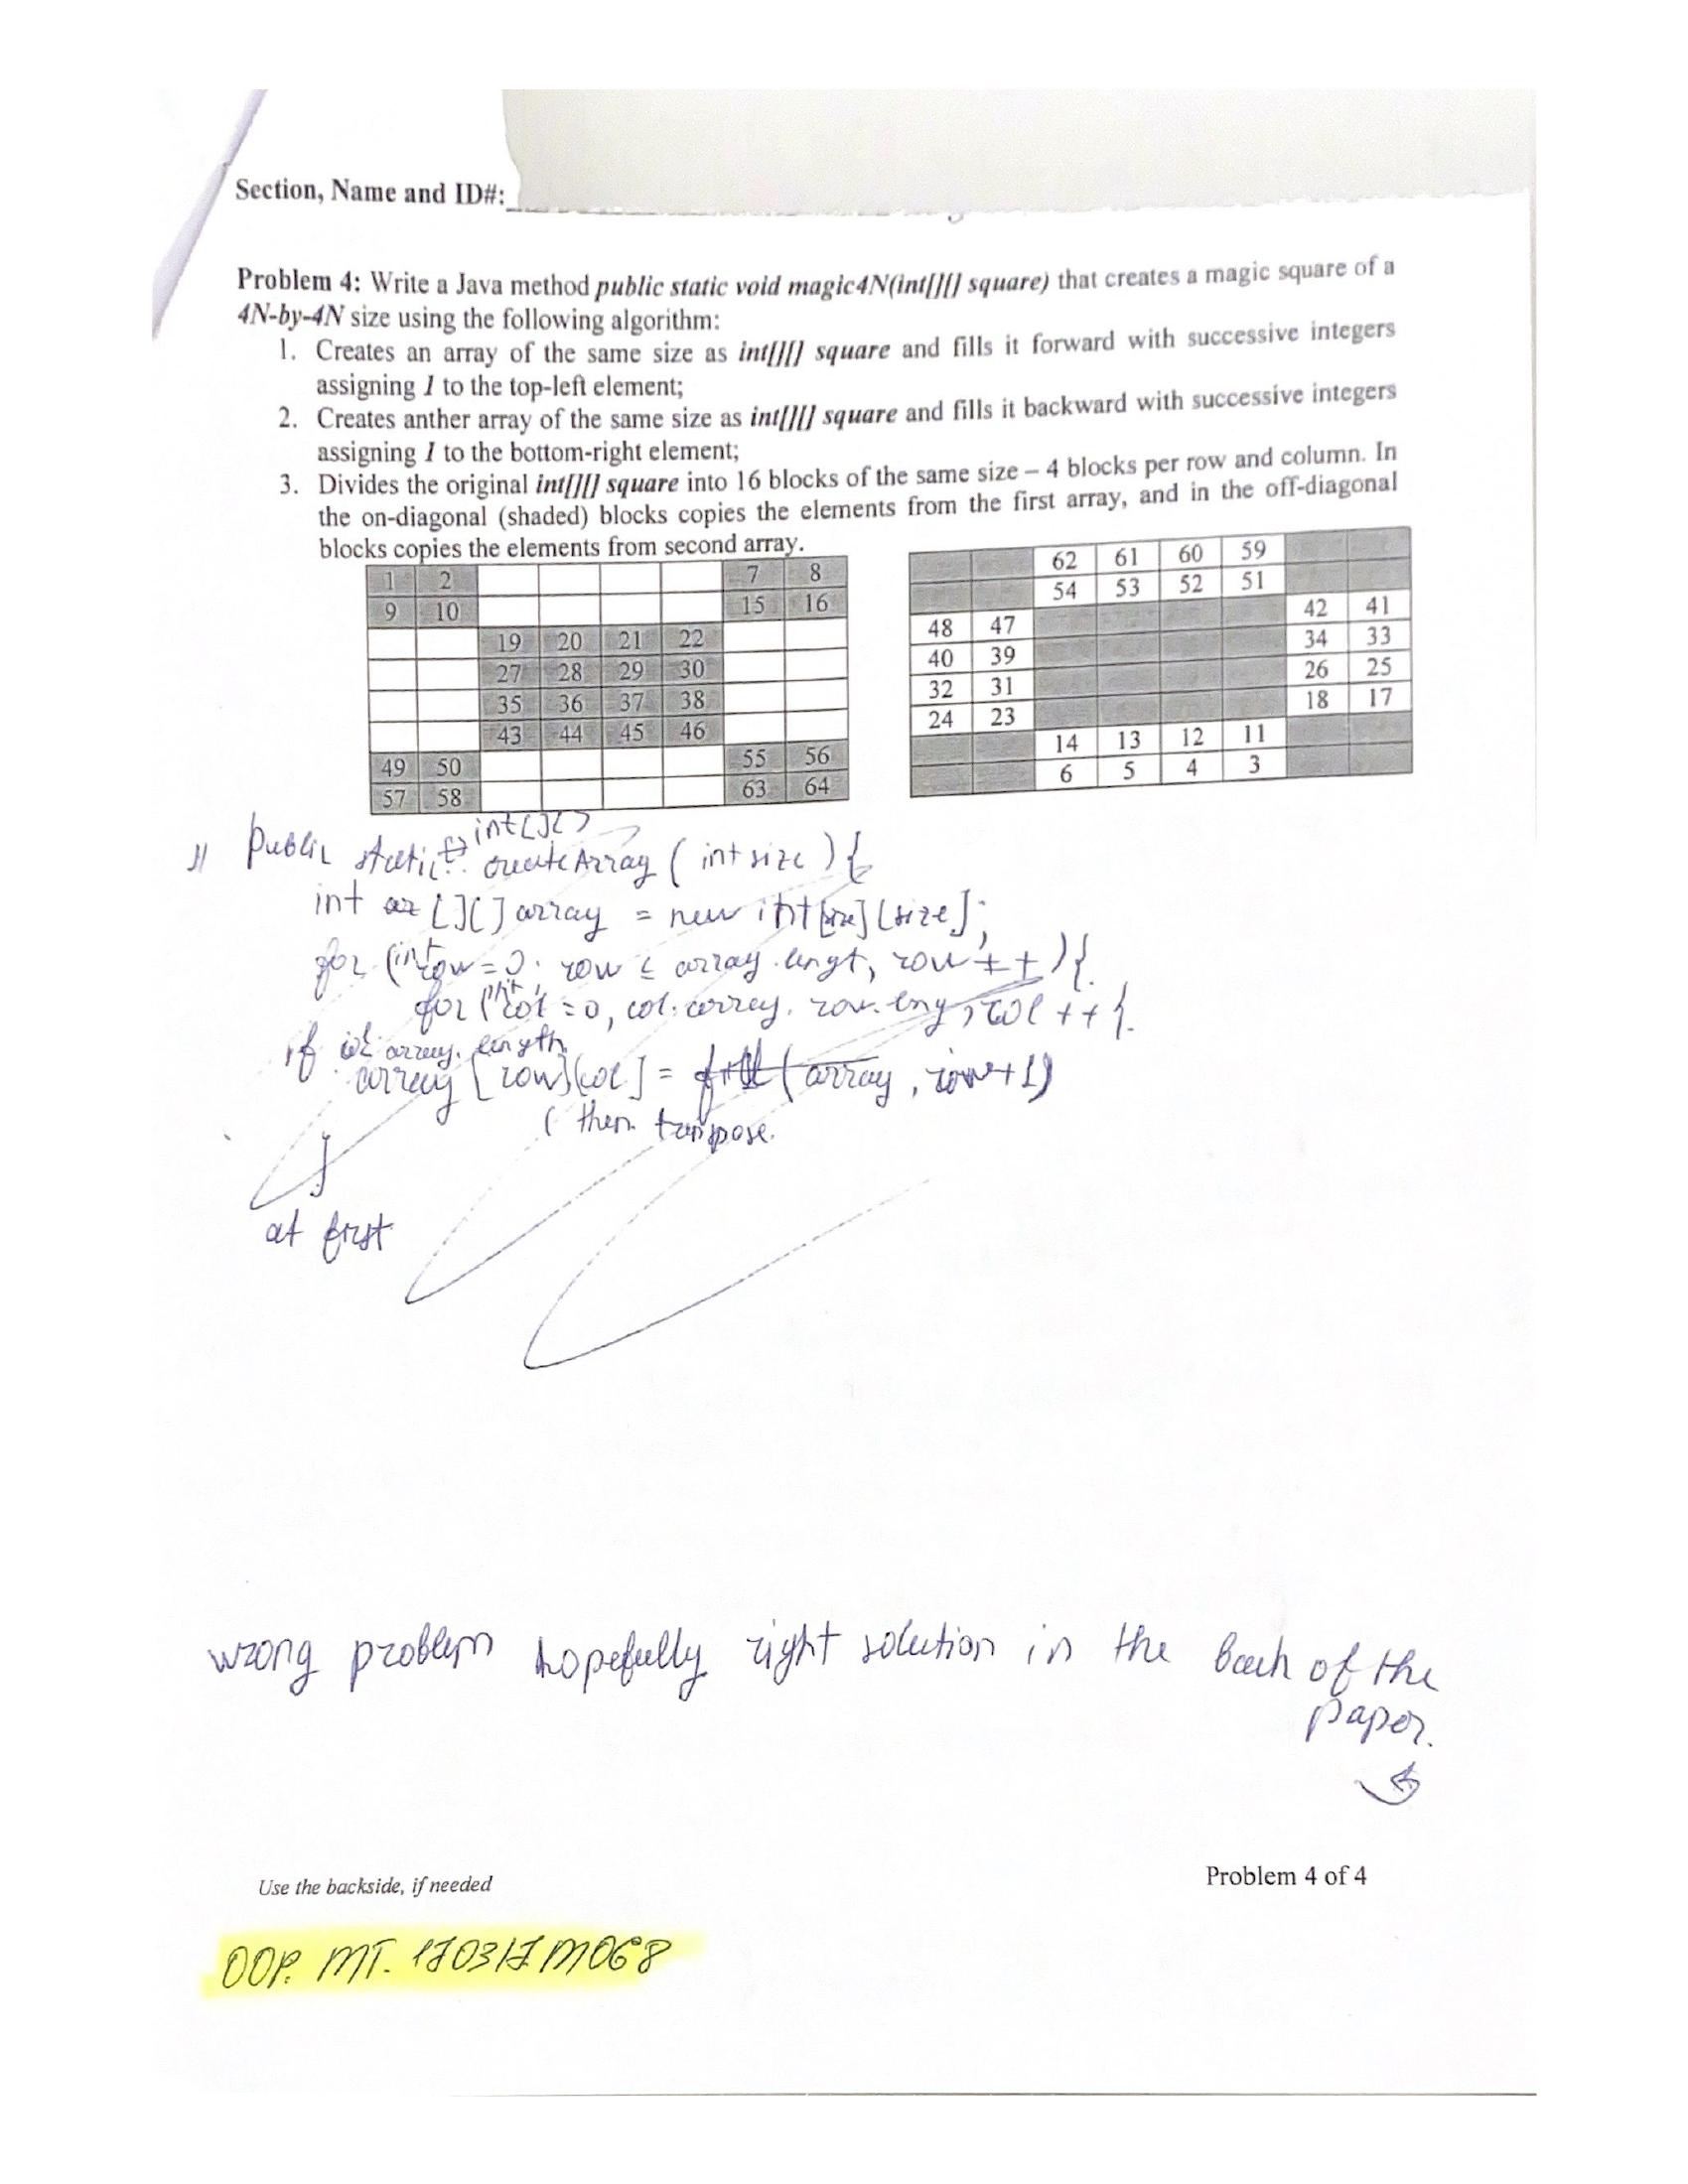 Section, Name and ID#:
Problem 4: Write a Java method public static void magic4N(int[][] square) that creates a magic square of a
4N-by-4N size using the following algorithm:
1. Creates an array of the same size as int[][] square and fills it forward with successive integers
assigning 1 to the top-left element;
2. Creates anther array of the same size as int[][] square and fills it backward with successive integers
assigning 1 to the bottom-right element;
3. Divides the original int[][] square into 16 blocks of the same size – 4 blocks per row and column. In
the on-diagonal (shaded) blocks copies the elements from the first array, and in the off-diagonal
blocks copies the elements from second array.
1 2 7 8
9 10 15 16
19 20 21 22
27 28 29 30
35 36 37 38
43 44 45 46
49 50 55 56
57 58 63 64
62 61 60 59
54 53 52 51
48 47 42 41
40 39 34 33
32 31 26 25
24 23 18 17
14 13 12 11
6 5 4 3
int[][]
public static createArray (int size) {
int [][] array = new int [size] [size];
for (int row = 0; row < array.lengt, row ++) {
for (int col = 0, col. array. row. leng, col ++ {
if col array. length
array [row][col] = (array, row+1)
( then transpose.
}
at first
wrong problem hopefully right solution in the back of the
paper.
Use the backside, if needed
Problem 4 of 4
OOP. MT. 170317 M068